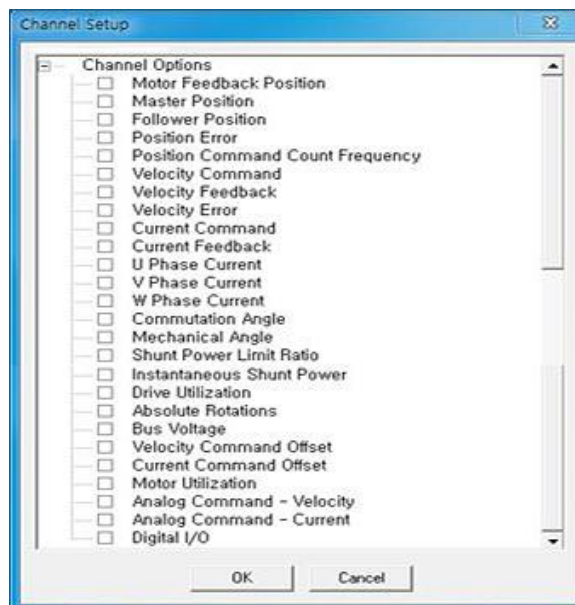 Channel Setup
Channel Options
Motor Feedback Position
Master Position
Follower Position
Position Error
Position Command Count Frequency
Velocity Command
Velocity Feedback
Velocity Error
Current Command
Current Feedback
U Phase Current
V Phase Current
W Phase Current
Commutation Angle
Mechanical Angle
Shunt Power Limit Ratio
Instantaneous Shunt Power
Drive Utilization
Absolute Rotations
Bus Voltage
Velocity Command Offset
Current Command Offset
Motor Utilization
Analog Command - Velocity
Analog Command - Current
Digital I/O
OK Cancel